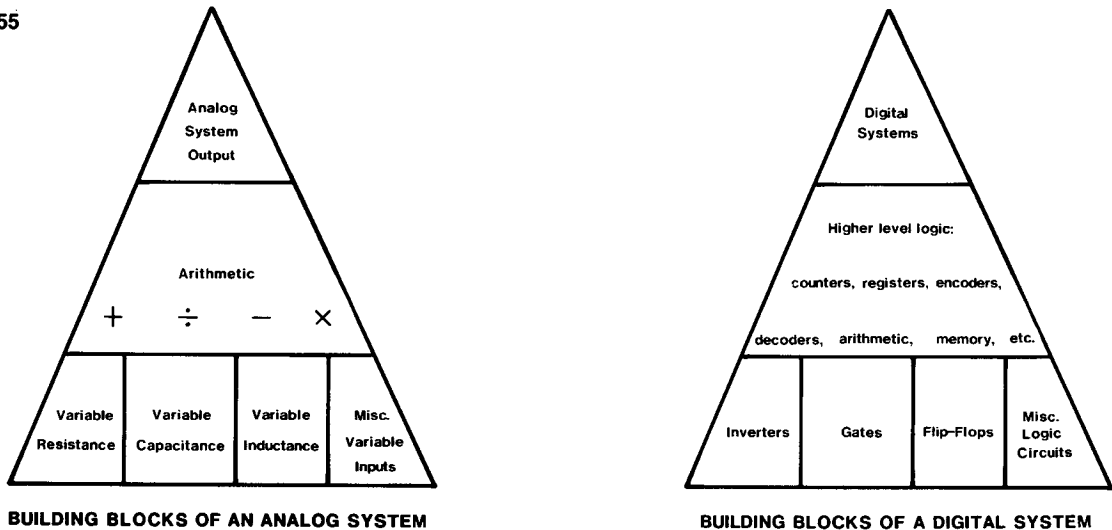 55
Analog
System
Output
Arithmetic
+ ÷ − ×
Variable
Resistance
Variable
Capacitance
Variable
Inductance
Misc.
Variable
Inputs
BUILDING BLOCKS OF AN ANALOG SYSTEM
Digital
Systems
Higher level logic:
counters, registers, encoders,
decoders, arithmetic, memory, etc.
Inverters
Gates
Flip-Flops
Misc.
Logic
Circuits
BUILDING BLOCKS OF A DIGITAL SYSTEM